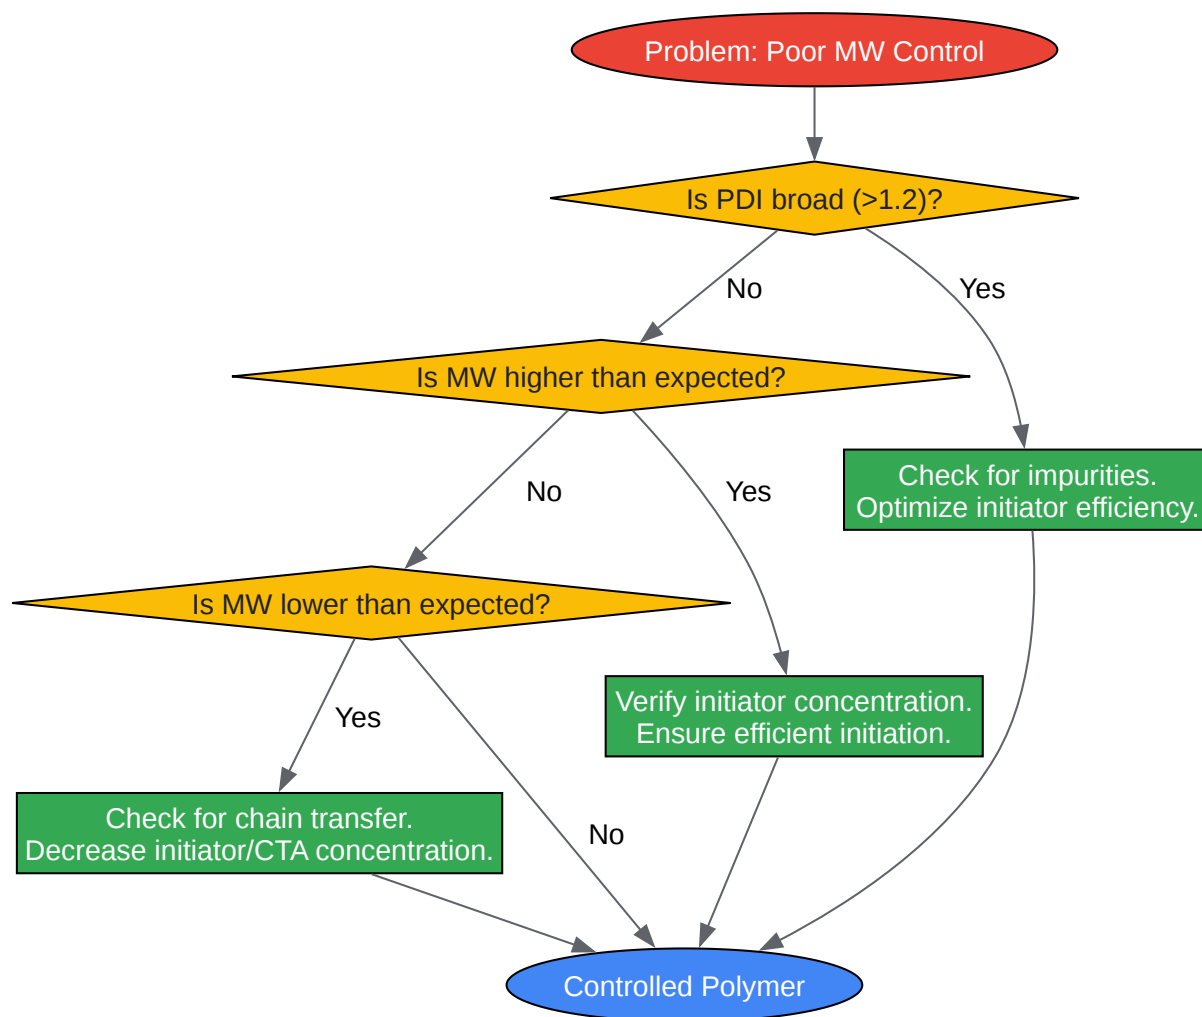 Problem: Poor MW Control
Is PDI broad (>1.2)?
No
Yes
Is MW higher than expected?
No
Yes
Check for impurities.
Optimize initiator efficiency.
Is MW lower than expected?
Yes
No
Verify initiator concentration.
Ensure efficient initiation.
Check for chain transfer.
Decrease initiator/CTA concentration.
Controlled Polymer